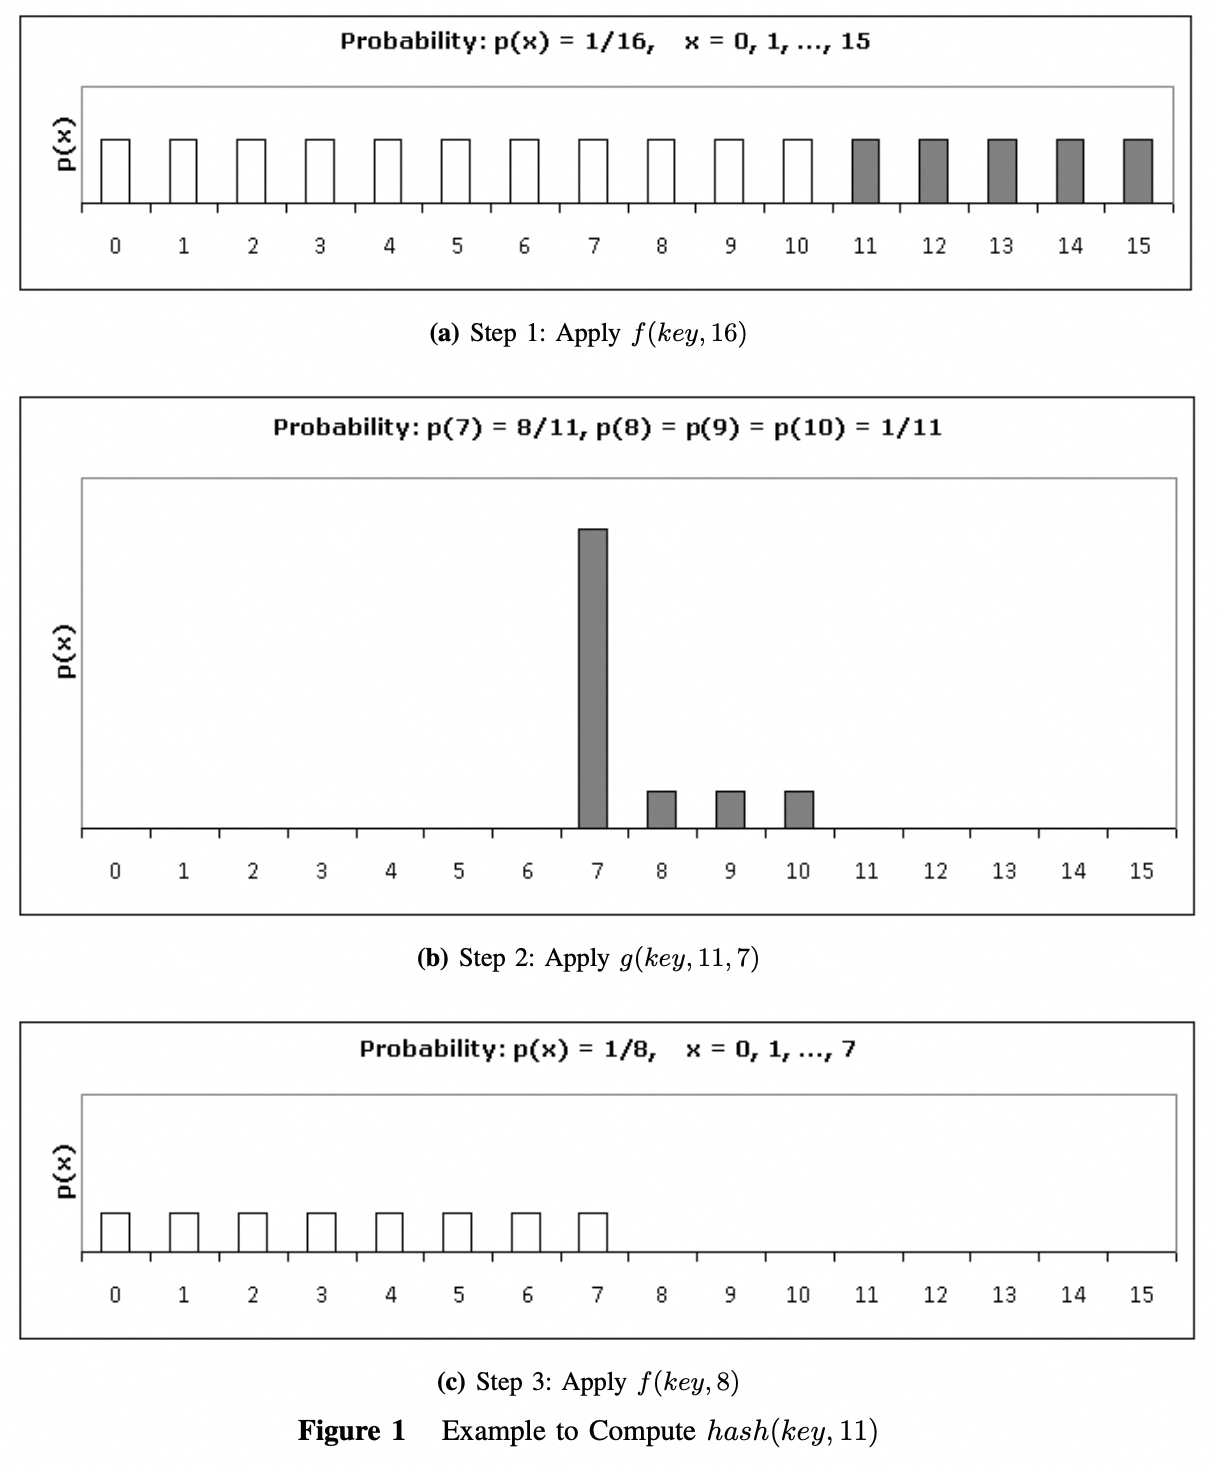 Probability: p(x) = 1/16, x = 0, 1, ..., 15
p(x)
0 1 2 3 4 5 6 7 8 9 10 11 12 13 14 15
(a) Step 1: Apply f(key, 16)
Probability: p(7) = 8/11, p(8) = p(9) = p(10) = 1/11
p(x)
0 1 2 3 4 5 6 7 8 9 10 11 12 13 14 15
(b) Step 2: Apply g(key, 11, 7)
Probability: p(x) = 1/8, x = 0, 1, ..., 7
p(x)
0 1 2 3 4 5 6 7 8 9 10 11 12 13 14 15
(c) Step 3: Apply f(key, 8)
Figure 1 Example to Compute hash(key, 11)